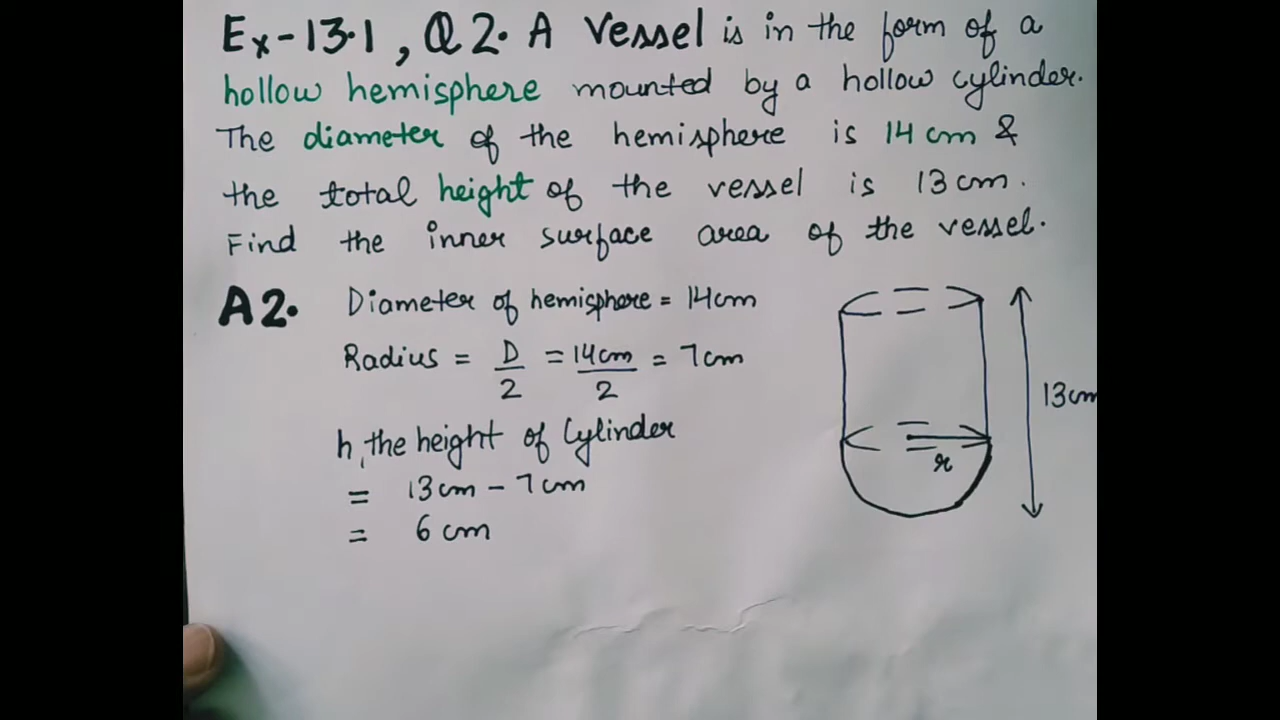 Ex-13.1, Q2. A Vessel is in the form of a
hollow hemisphere mounted by a hollow cylinder.
The diameter of the hemisphere is 14 cm &
the total height of the vessel is 13 cm.
Find the inner surface area of the vessel.
A2. Diameter of hemisphere = 14cm
Radius = D/2 = 14cm/2 = 7cm
h, the height of Cylinder
= 13cm - 7cm
= 6 cm
13cm
r